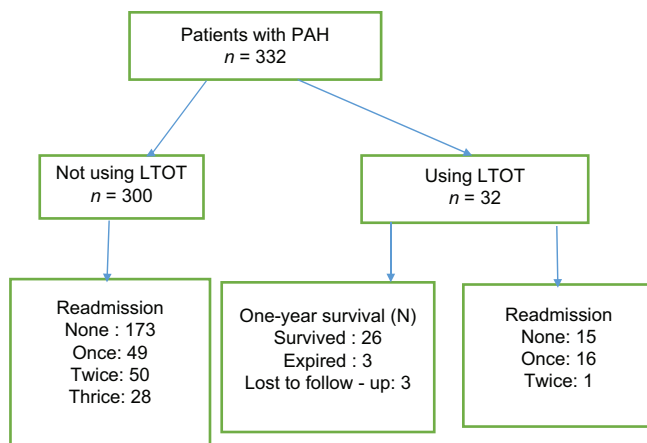 Patients with PAH
n = 332
Not using LTOT
n = 300
Using LTOT
n = 32
Readmission
None : 173
Once: 49
Twice: 50
Thrice: 28
One-year survival (N)
Survived : 26
Expired : 3
Lost to follow - up: 3
Readmission
None: 15
Once: 16
Twice: 1